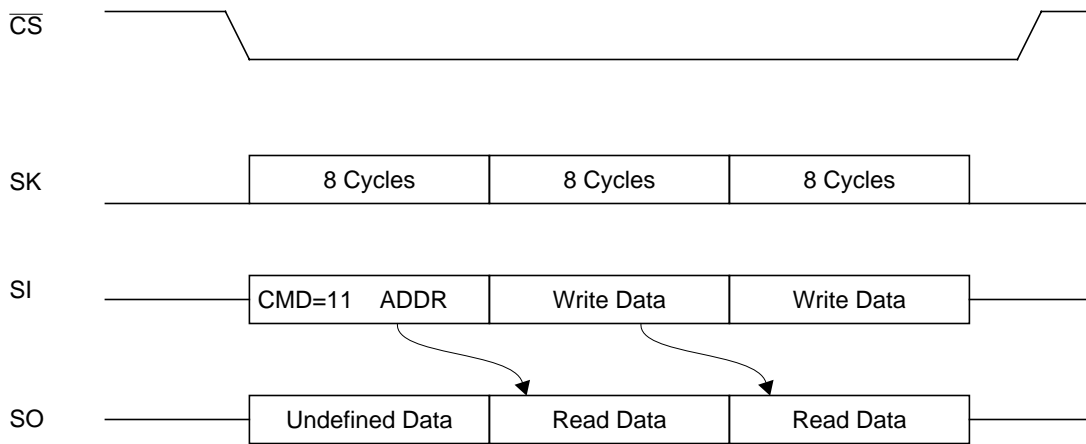 C̅S̅
SK 8 Cycles 8 Cycles 8 Cycles
SI CMD=11 ADDR Write Data Write Data
SO Undefined Data Read Data Read Data